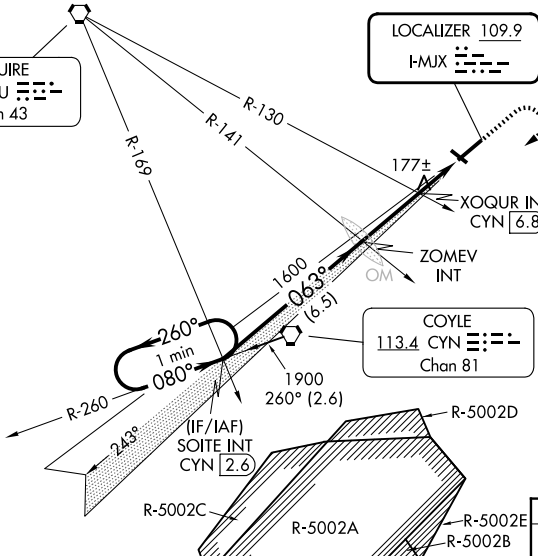 LOCALIZER 109.9
I-MJX
UIRE
U
n 43
R-130
R-141
R-169
177±
XOQUR IN
CYN 6.8
ZOMEV
INT
OM
1600
063°
(6.5)
260°
1 min
080°
COYLE
113.4 CYN
Chan 81
1900
260° (2.6)
R-260
243°
(IF/IAF)
SOITE INT
CYN 2.6
R-5002D
R-5002C
R-5002A
R-5002E
R-5002B